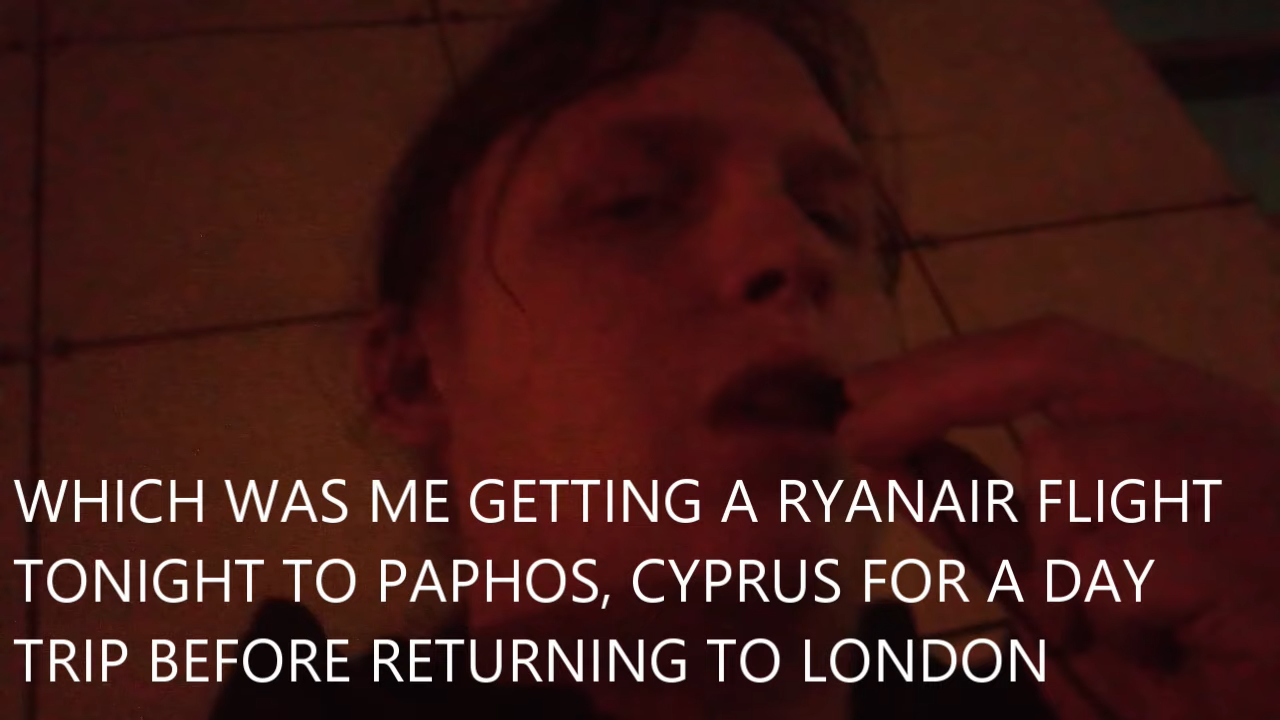 WHICH WAS ME GETTING A RYANAIR FLIGHT
TONIGHT TO PAPHOS, CYPRUS FOR A DAY
TRIP BEFORE RETURNING TO LONDON